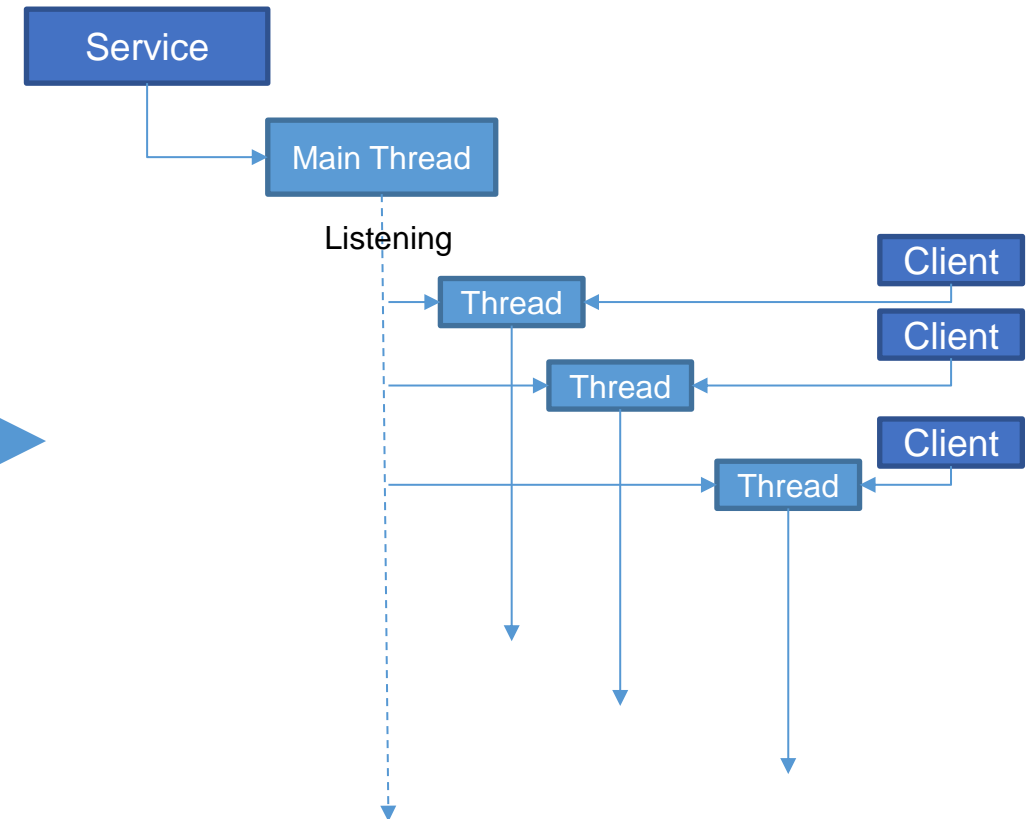 Service
Main Thread
Listening
Client
Thread
Client
Thread
Client
Thread